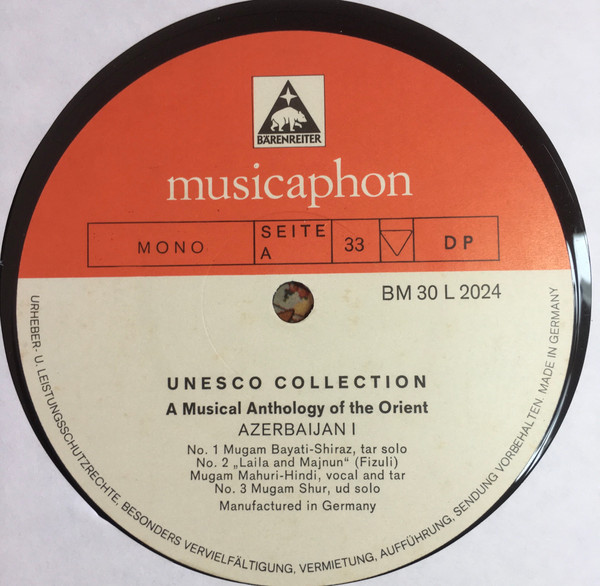 BÄRENREITER
musicaphon
MONO
SEITE
A
33
DP
BM 30 L 2024
UNESCO COLLECTION
A Musical Anthology of the Orient
AZERBAIJAN I
No. 1 Mugam Bayati-Shiraz, tar solo
No. 2 „Laila and Majnun“ (Fizuli)
Mugam Mahuri-Hindi, vocal and tar
No. 3 Mugam Shur, ud solo
Manufactured in Germany
URHEBER- U. LEISTUNGSSCHUTZRECHTE, BESONDERS VERVIELFÄLTIGUNG, VERMIETUNG, AUFFÜHRUNG, SENDUNG VORBEHALTEN. MADE IN GERMANY